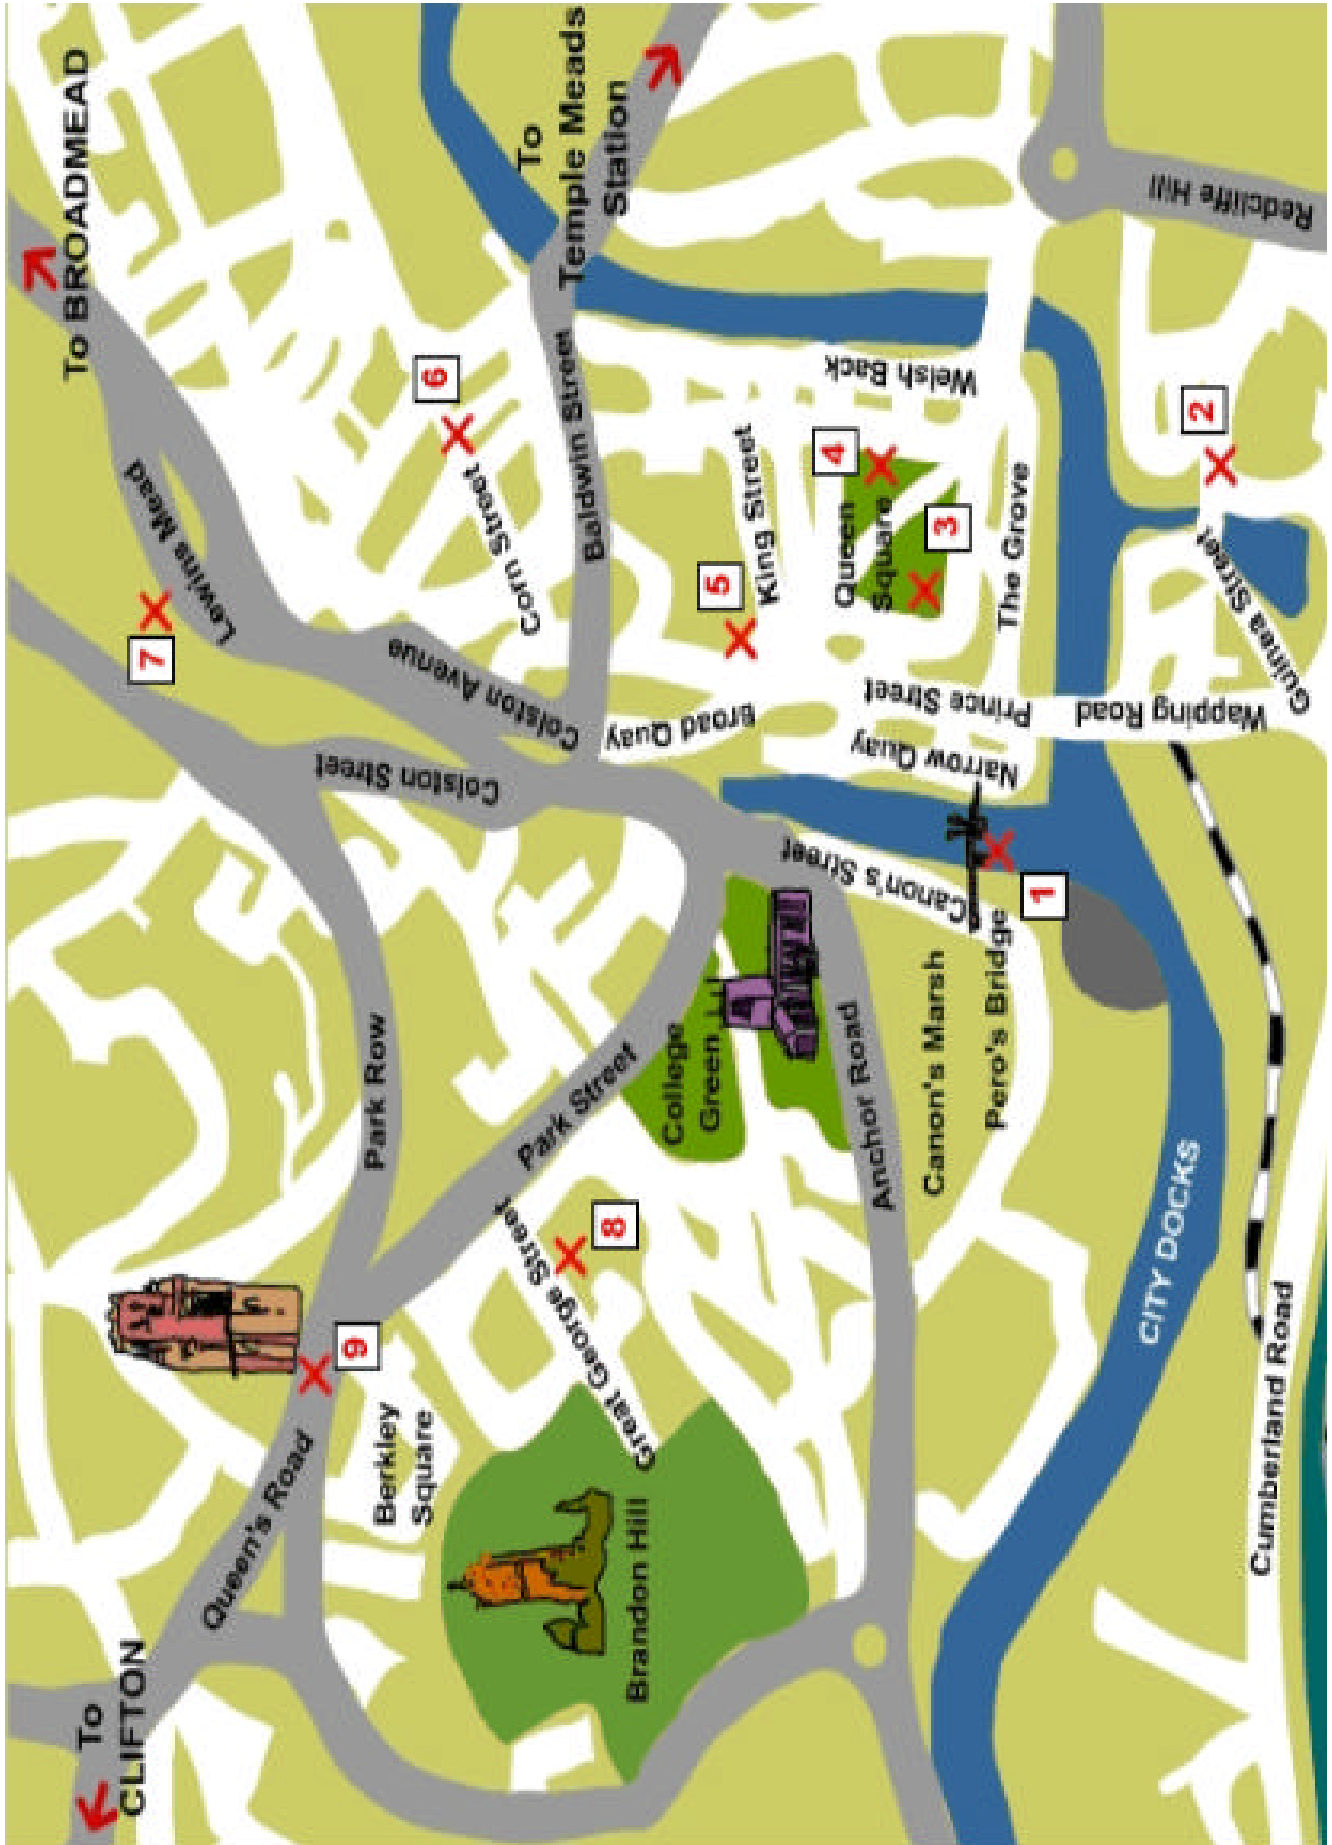 To
CLIFTON
Queen's Road
Berkley
Square
9
Brandon Hill
Great George Street
8
Park Row
Park Street
College
Green
Anchor Road
Canon's Marsh
Pero's Bridge
1
CITY DOCKS
Cumberland Road
Colston Street
Canon's Street
Colston Avenue
Broad Quay
Narrow Quay
Prince Street
Wapping Road
7
Lewins Mead
To BROADMEAD
6
Corn Street
Baldwin Street
To
Temple Meads
Station
5
King Street
4
Queen
Square
3
Welsh Back
The Grove
2
Guinea Street
Redcliffe Hill